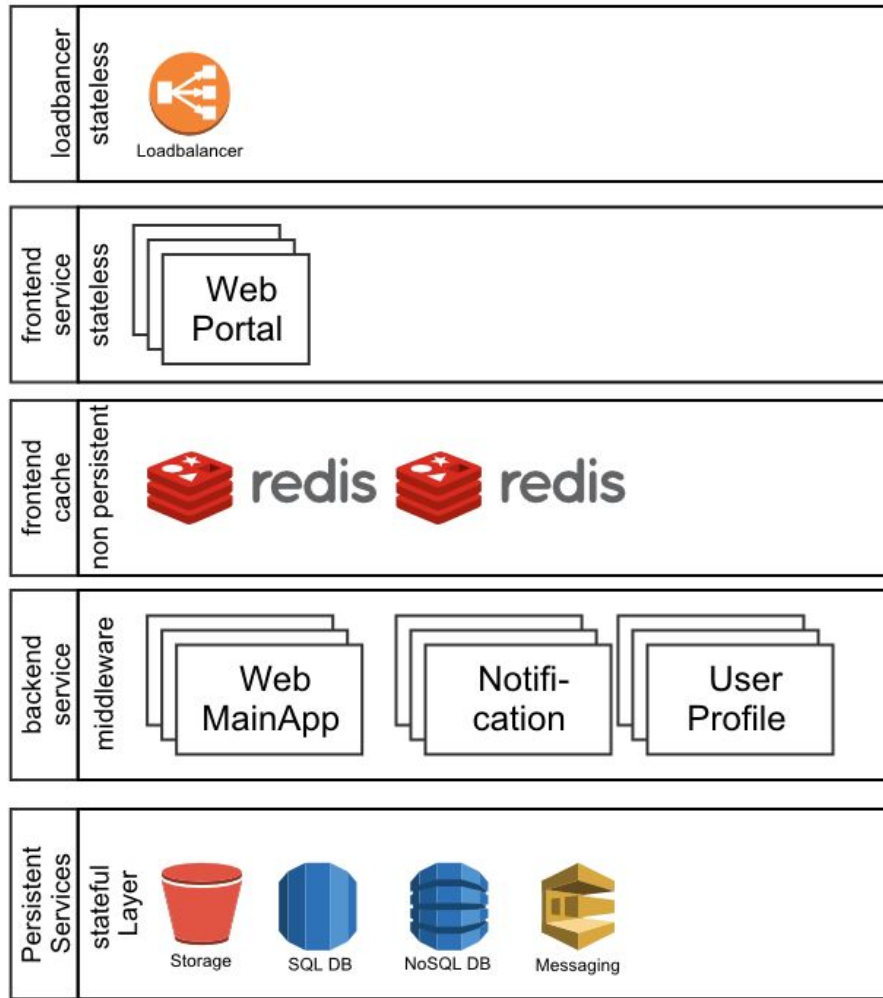 loadbancer
stateless
Loadbalancer
frontend
service
stateless
Web
Portal
frontend
cache
non persistent
redis
redis
backend
service
middleware
Web
MainApp
Notifi-
cation
User
Profile
Persistent
Services
stateful
Layer
Storage
SQL DB
NoSQL DB
Messaging